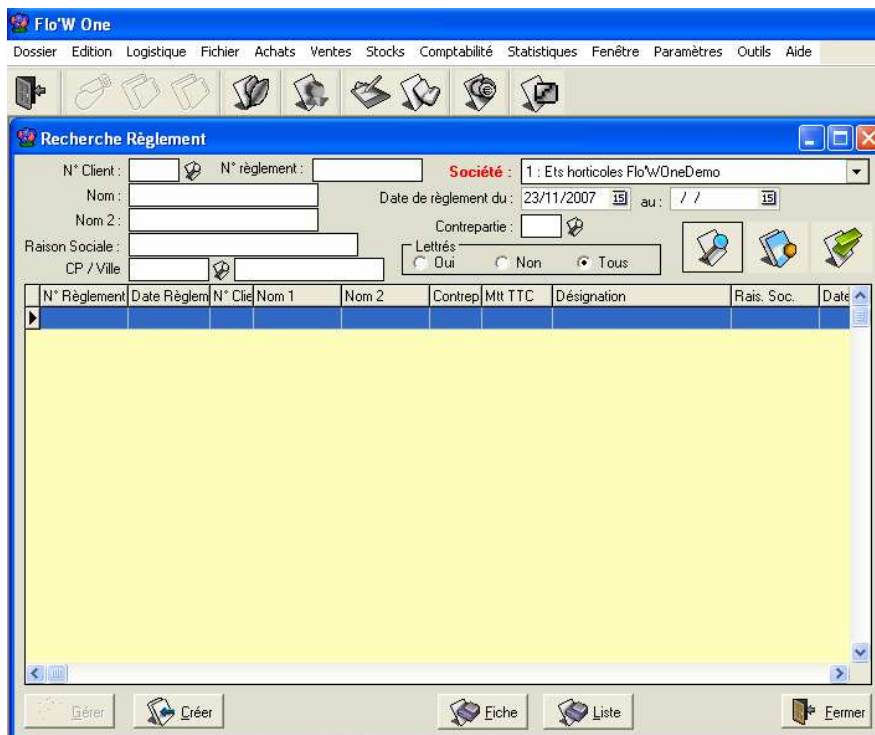 Flo'W One
Dossier Edition Logistique Fichier Achats Ventes Stocks Comptabilité Statistiques Fenêtre Paramètres Outils Aide
Recherche Règlement
N° Client : N° règlement : Société : 1 : Ets horticoles Flo'WOneDemo
Nom : Date de règlement du : 23/11/2007 15 au : / / 15
Nom 2 : Contrepartie :
Raison Sociale : Lettrés
CP / Ville Oui Non Tous
N° Règlement Date Règlem N° Clie Nom 1 Nom 2 Contrep Mtt TTC Désignation Rais. Soc. Date
Gérer Créer Fiche Liste Fermer